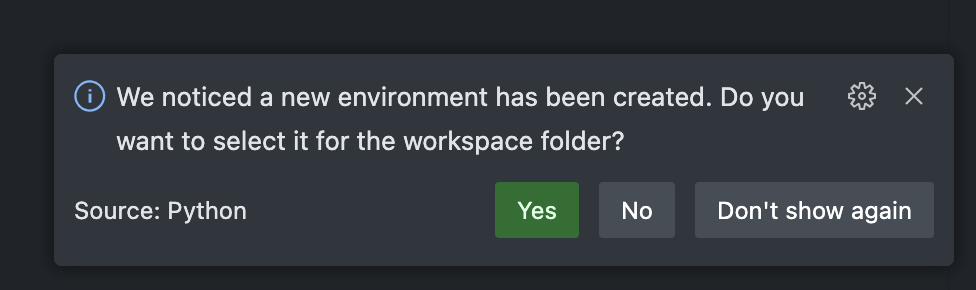 We noticed a new environment has been created. Do you
want to select it for the workspace folder?
Source: Python
Yes
No
Don't show again